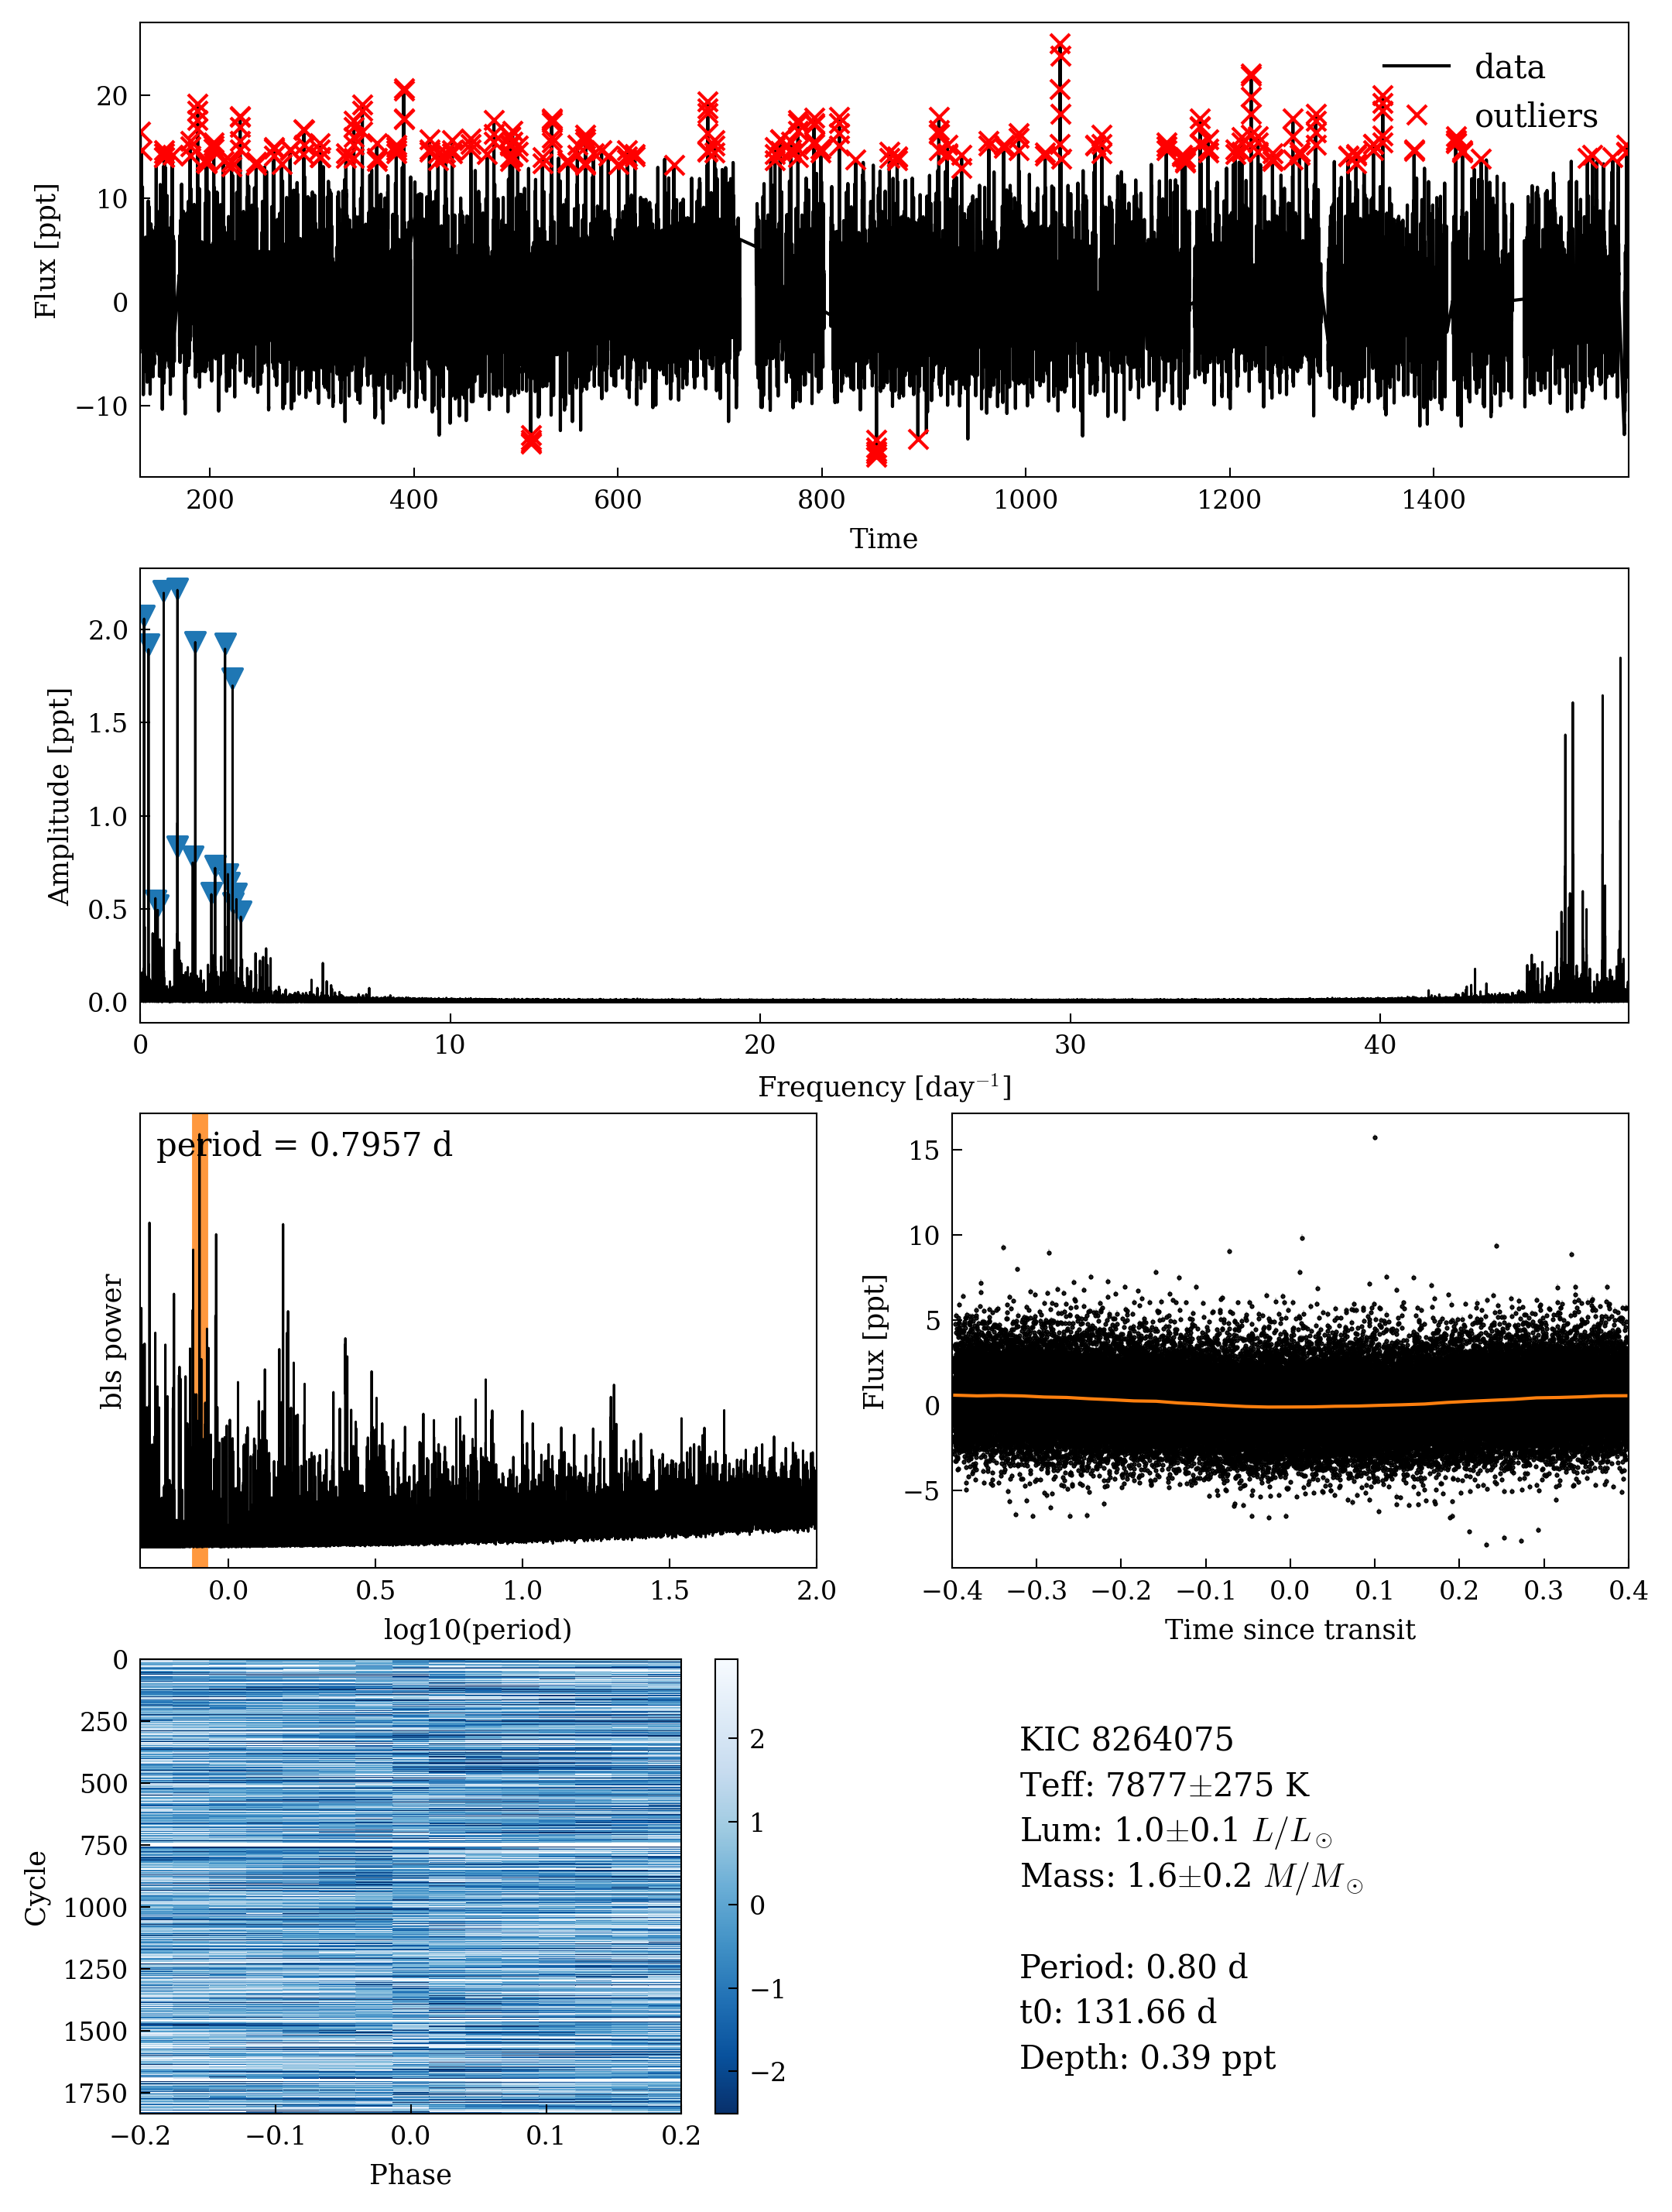 20
10
0
−10
Flux [ppt]
data
outliers
200
400
600
800
1000
1200
1400
Time
2.0
1.5
1.0
0.5
0.0
Amplitude [ppt]
0
10
20
30
40
Frequency [day⁻¹]
period = 0.7957 d
bls power
0.0
0.5
1.0
1.5
2.0
log10(period)
15
10
5
0
−5
Flux [ppt]
−0.4
−0.3
−0.2
−0.1
0.0
0.1
0.2
0.3
0.4
Time since transit
0
250
500
750
1000
1250
1500
1750
Cycle
−0.2
−0.1
0.0
0.1
0.2
Phase
2
1
0
−1
−2
KIC 8264075
Teff: 7877±275 K
Lum: 1.0±0.1 L/L⊙
Mass: 1.6±0.2 M/M⊙
Period: 0.80 d
t0: 131.66 d
Depth: 0.39 ppt